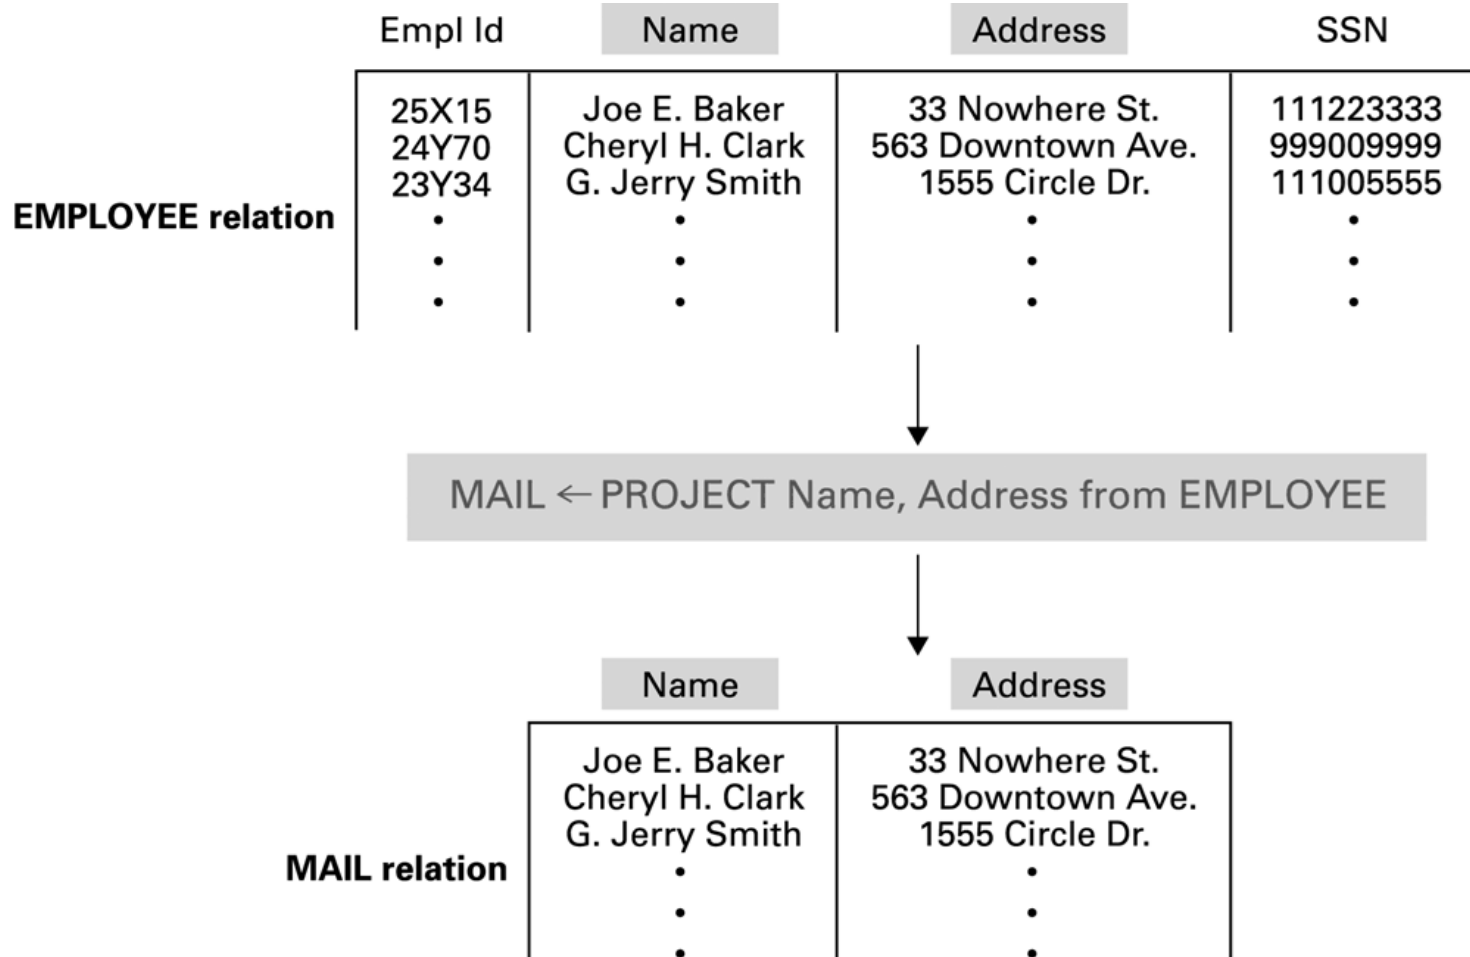 Empl Id Name Address SSN
25X15 Joe E. Baker 33 Nowhere St. 111223333
24Y70 Cheryl H. Clark 563 Downtown Ave. 999009999
23Y34 G. Jerry Smith 1555 Circle Dr. 111005555
EMPLOYEE relation
MAIL ← PROJECT Name, Address from EMPLOYEE
Name Address
Joe E. Baker 33 Nowhere St.
Cheryl H. Clark 563 Downtown Ave.
G. Jerry Smith 1555 Circle Dr.
MAIL relation